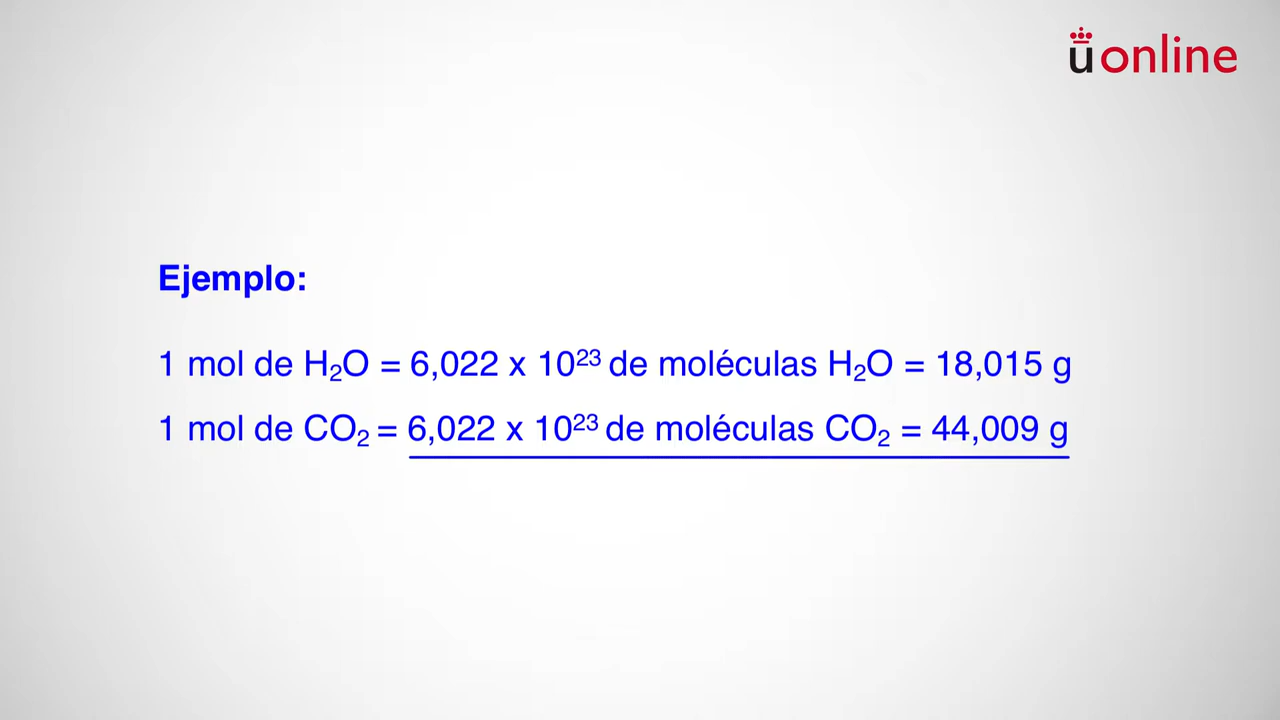 üonline
Ejemplo:
1 mol de H₂O = 6,022 x 10²³ de moléculas H₂O = 18,015 g
1 mol de CO₂ = 6,022 x 10²³ de moléculas CO₂ = 44,009 g